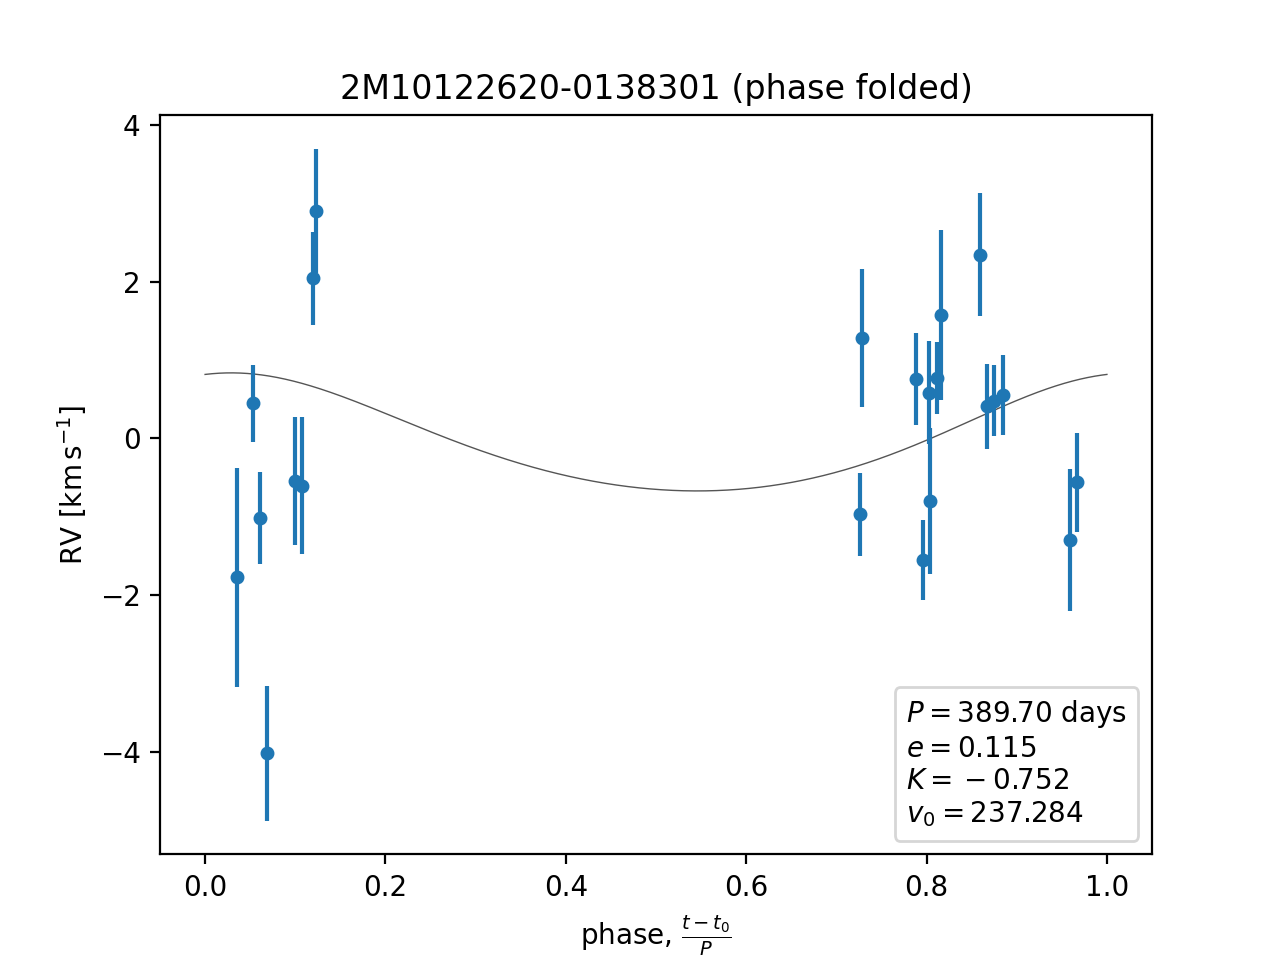 2M10122620-0138301 (phase folded)
4
2
0
−2
−4
RV [km s⁻¹]
P = 389.70 days
e = 0.115
K = − 0.752
v₀ = 237.284
0.0 0.2 0.4 0.6 0.8 1.0
phase, (t − t₀)/P